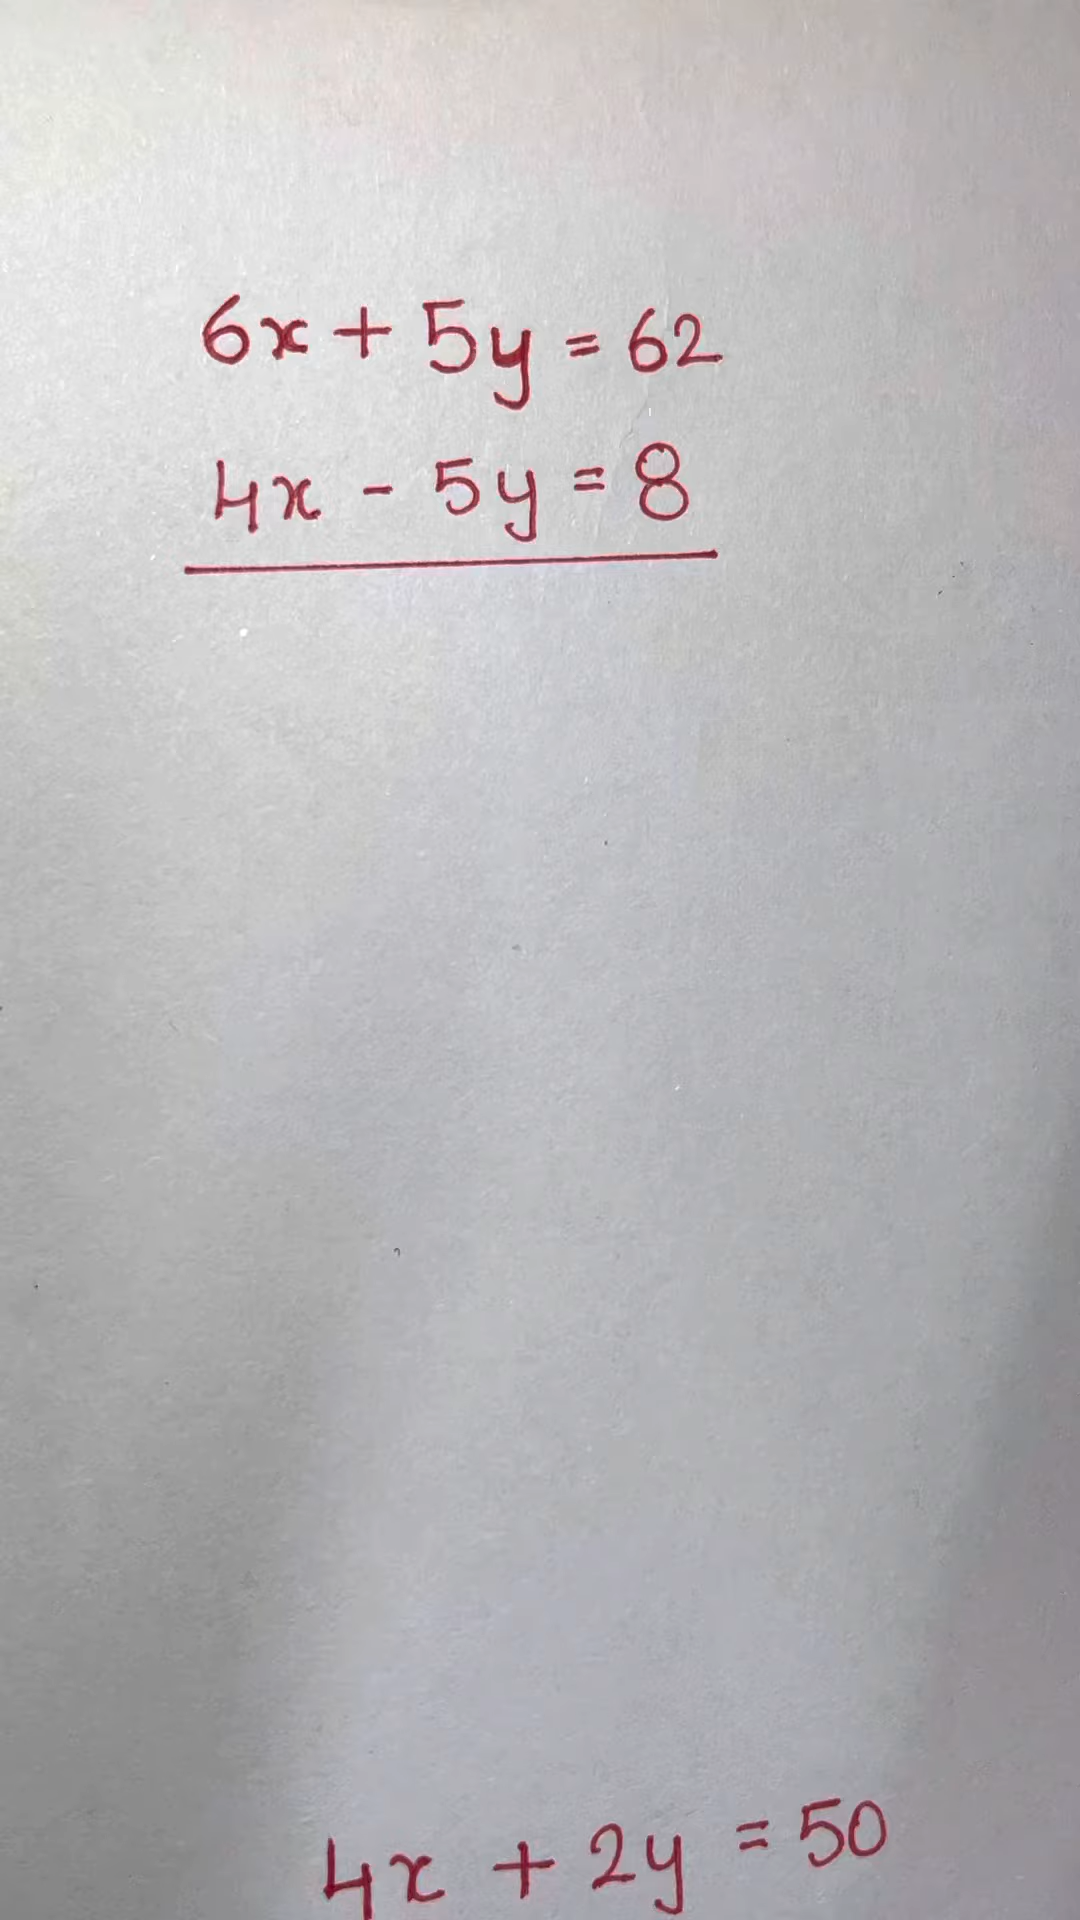 6x + 5y = 62
4x - 5y = 8
4x + 2y = 50